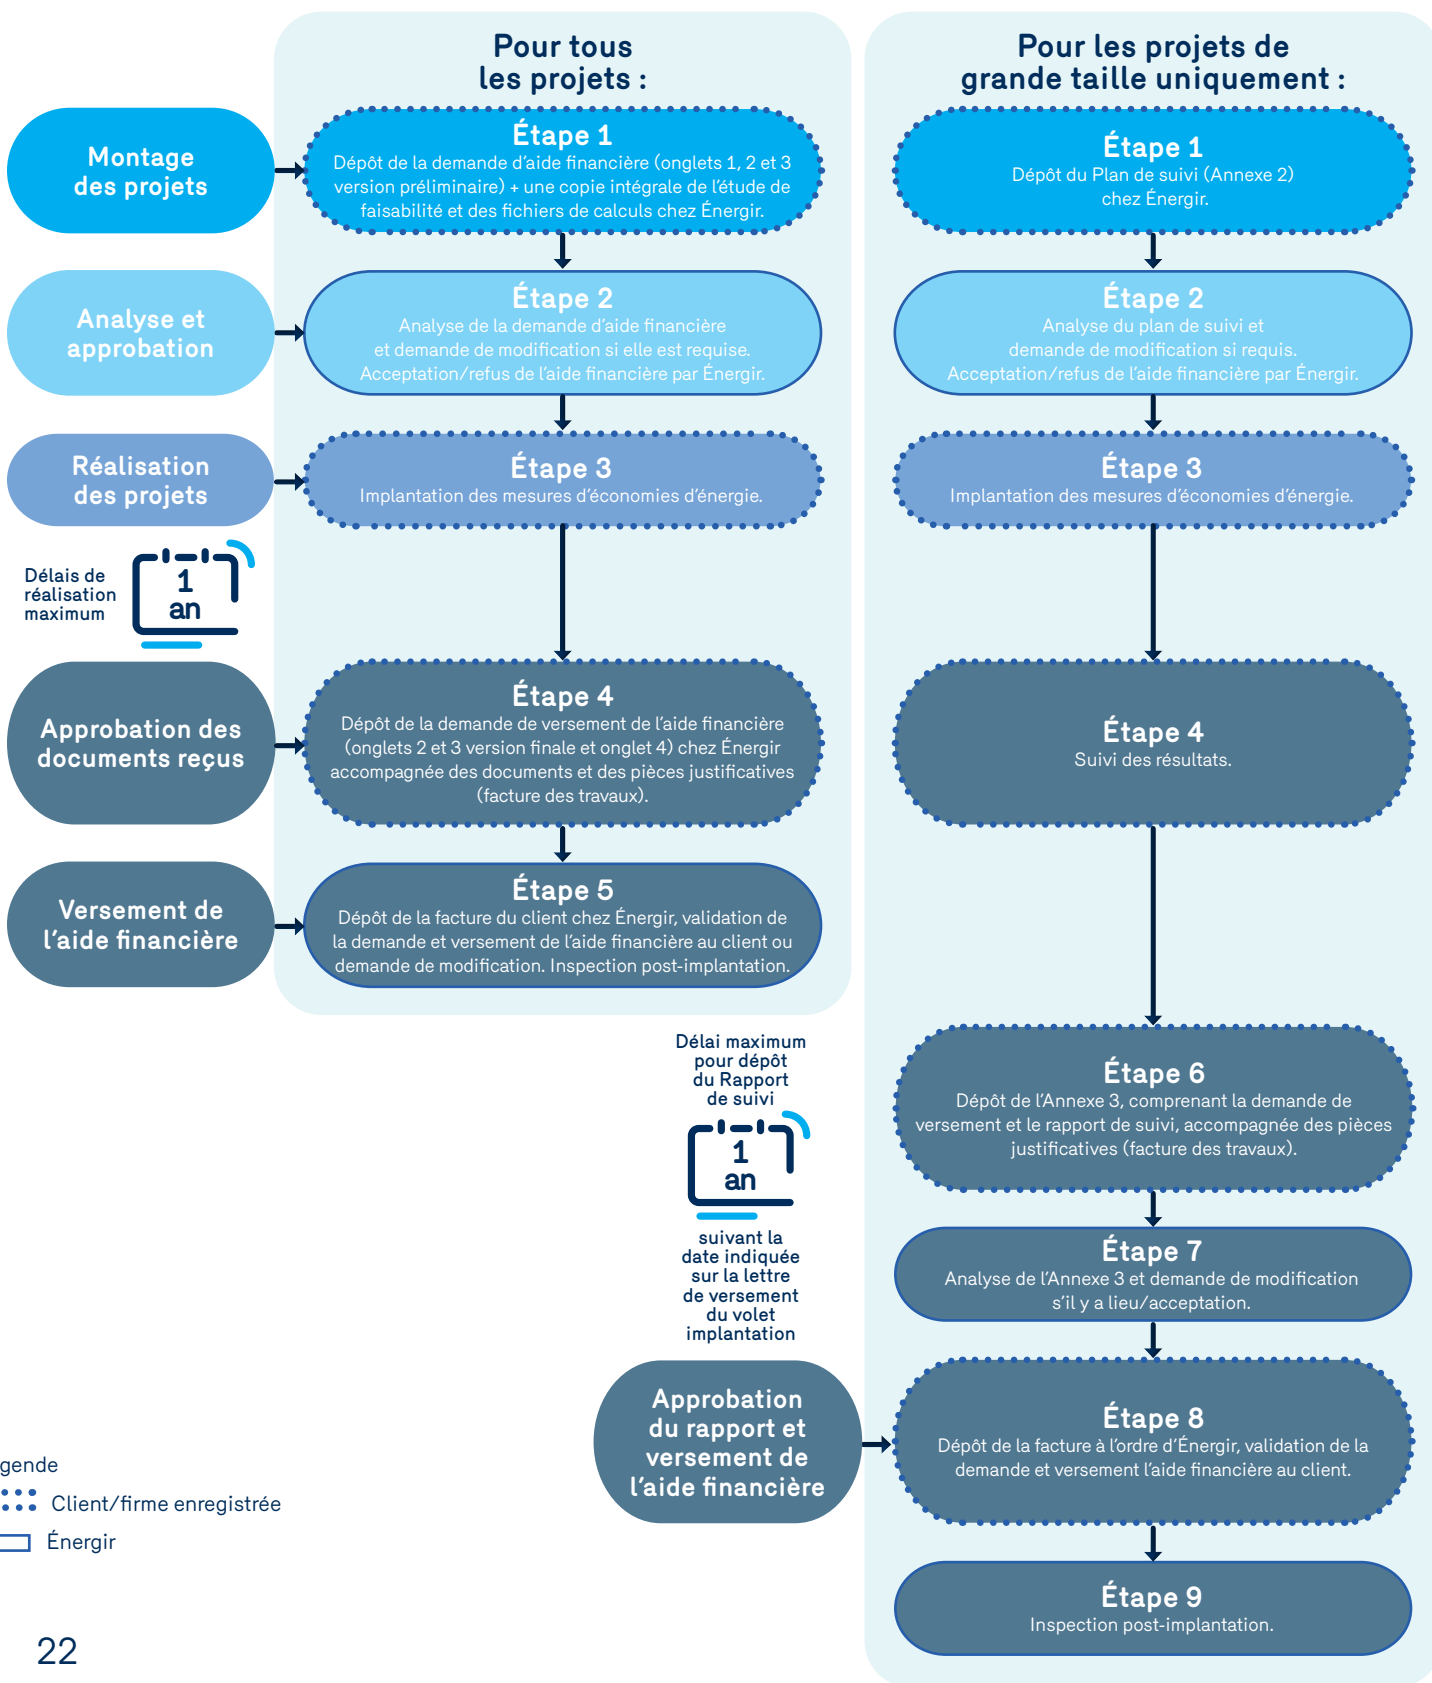 Pour tous
les projets :
Montage
des projets
Étape 1
Dépôt de la demande d'aide financière (onglets 1, 2 et 3
version préliminaire) + une copie intégrale de l'étude de
faisabilité et des fichiers de calculs chez Énergir.
Analyse et
approbation
Étape 2
Analyse de la demande d'aide financière
et demande de modification si elle est requise.
Acceptation/refus de l'aide financière par Énergir.
Réalisation
des projets
Étape 3
Implantation des mesures d'économies d'énergie.
Délais de
réalisation
maximum
1
an
Approbation des
documents reçus
Étape 4
Dépôt de la demande de versement de l'aide financière
(onglets 2 et 3 version finale et onglet 4) chez Énergir
accompagnée des documents et des pièces justificatives
(facture des travaux).
Versement de
l'aide financière
Étape 5
Dépôt de la facture du client chez Énergir, validation de
la demande et versement de l'aide financière au client ou
demande de modification. Inspection post-implantation.
Pour les projets de
grande taille uniquement :
Étape 1
Dépôt du Plan de suivi (Annexe 2)
chez Énergir.
Étape 2
Analyse du plan de suivi et
demande de modification si requis.
Acceptation/refus de l'aide financière par Énergir.
Étape 3
Implantation des mesures d'économies d'énergie.
Étape 4
Suivi des résultats.
Délai maximum
pour dépôt
du Rapport
de suivi
1
an
suivant la
date indiquée
sur la lettre
de versement
du volet
implantation
Étape 6
Dépôt de l'Annexe 3, comprenant la demande de
versement et le rapport de suivi, accompagnée des pièces
justificatives (facture des travaux).
Étape 7
Analyse de l'Annexe 3 et demande de modification
s'il y a lieu/acceptation.
Approbation
du rapport et
versement de
l'aide financière
Étape 8
Dépôt de la facture à l'ordre d'Énergir, validation de la
demande et versement l'aide financière au client.
Étape 9
Inspection post-implantation.
gende
Client/firme enregistrée
Énergir
22